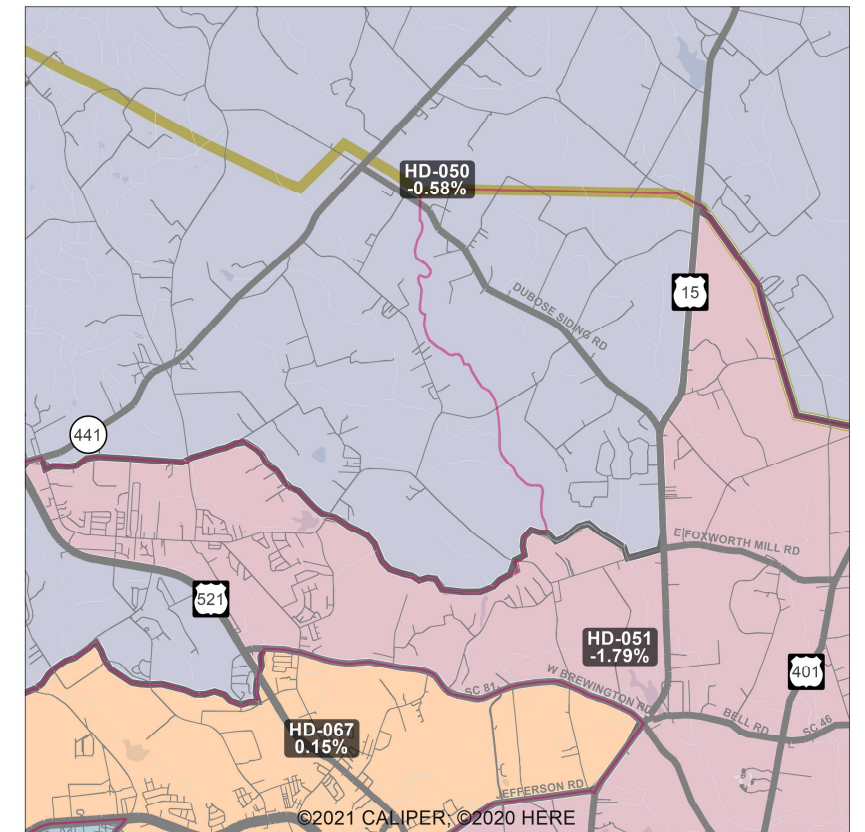 HD-050
-0.58%
15
DUBOSE SIDING RD
441
E FOXWORTH MILL RD
521
HD-051
-1.79%
401
SC 81
W BREWINGTON RD
BELL RD
SC 46
HD-067
0.15%
JEFFERSON RD
©2021 CALIPER; ©2020 HERE